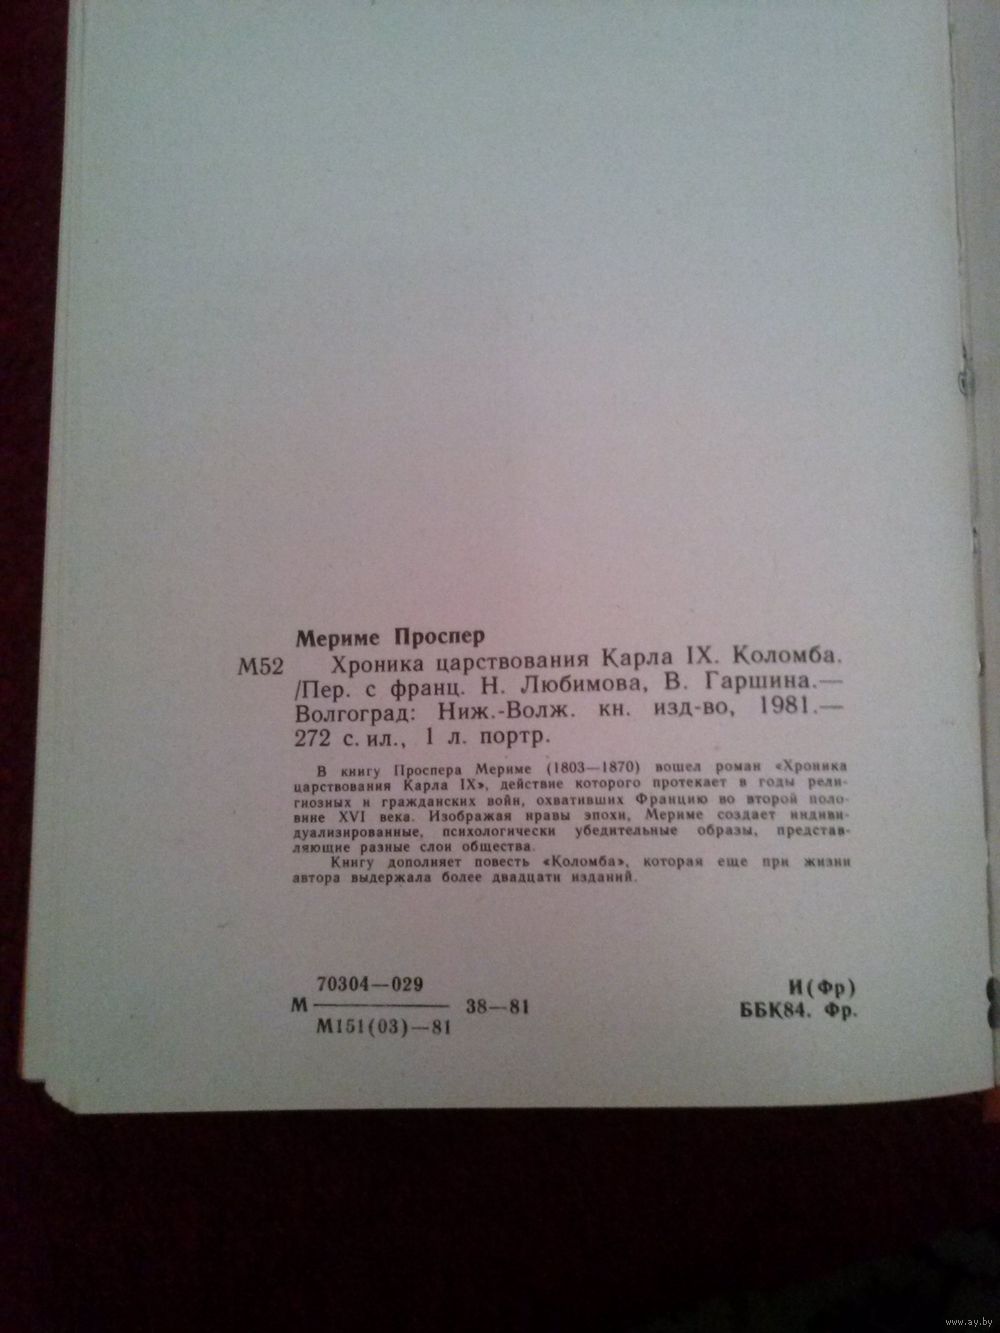 Мериме Проспер
М52 Хроника царствования Карла IX. Коломба.
/Пер. с франц. Н. Любимова, В. Гаршина.—
Волгоград: Ниж.-Волж. кн. изд-во, 1981.—
272 с. ил., 1 л. портр.
В книгу Проспера Мериме (1803—1870) вошел роман «Хроника
царствования Карла IX», действие которого протекает в годы рели-
гиозных и гражданских войн, охвативших Францию во второй поло-
вине XVI века. Изображая нравы эпохи, Мериме создает индиви-
дуализированные, психологически убедительные образы, представ-
ляющие разные слои общества.
Книгу дополняет повесть «Коломба», которая еще при жизни
автора выдержала более двадцати изданий.
70304—029
М 38—81
М151(03)—81
И(Фр)
ББК84. Фр.
www.ay.by